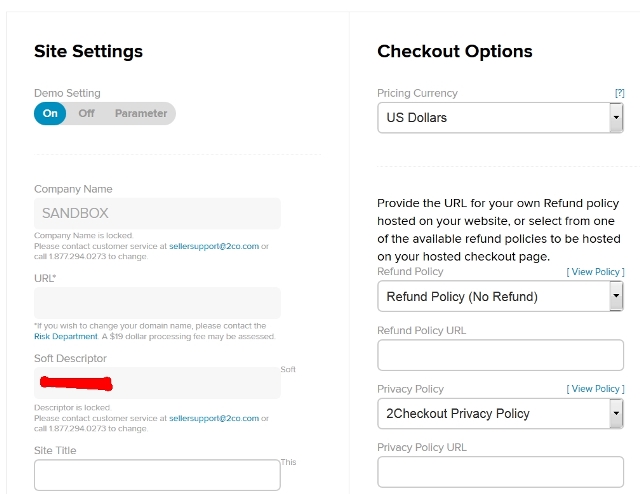 Site Settings
Demo Setting
On Off Parameter
Company Name
SANDBOX
Company Name is locked.
Please contact customer service at sellersupport@2co.com or
call 1.877.294.0273 to change.
URL*
*If you wish to change your domain name, please contact the
Risk Department. A $19 dollar processing fee may be assessed.
Soft Descriptor
Soft
Descriptor is locked.
Please contact customer service at sellersupport@2co.com or
call 1.877.294.0273 to change.
Site Title
This
Checkout Options
Pricing Currency [?]
US Dollars
Provide the URL for your own Refund policy
hosted on your website, or select from one
of the available refund policies to be hosted
on your hosted checkout page.
Refund Policy [ View Policy ]
Refund Policy (No Refund)
Refund Policy URL
Privacy Policy [ View Policy ]
2Checkout Privacy Policy
Privacy Policy URL